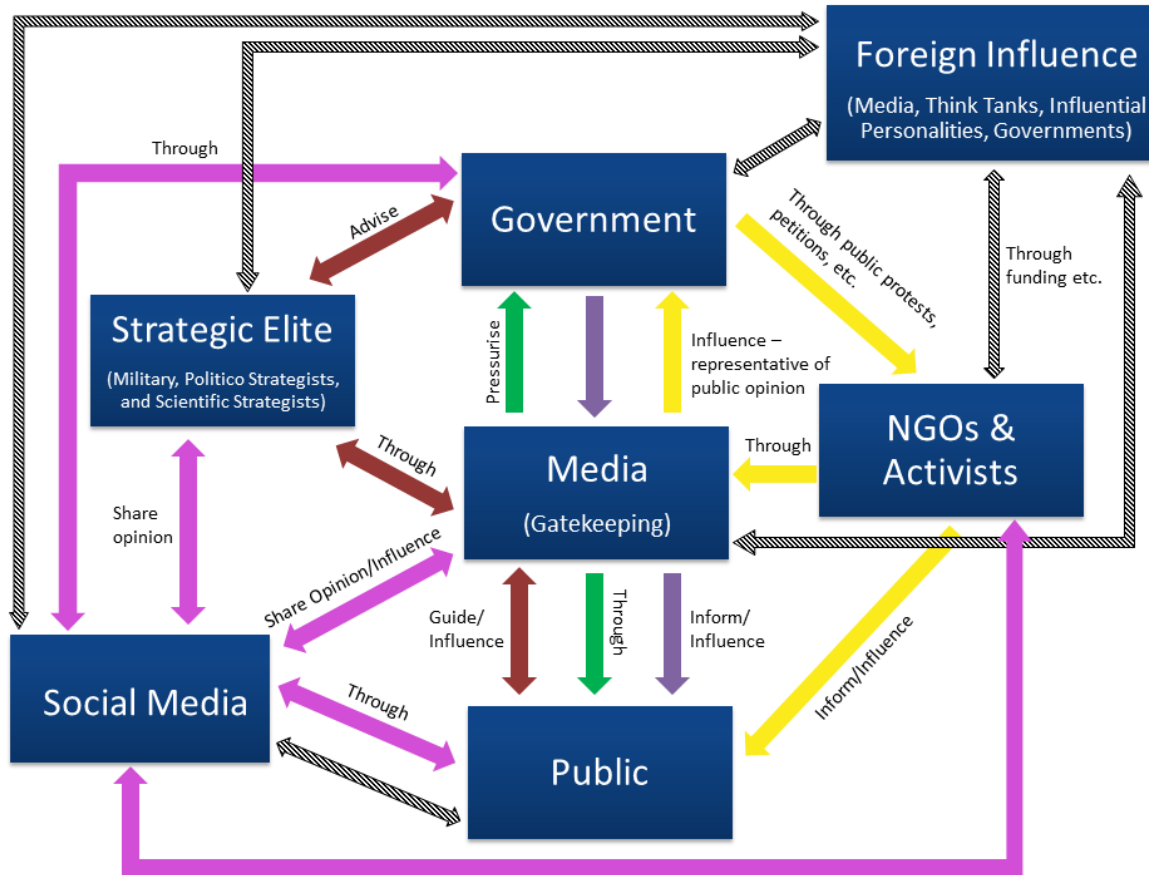 Foreign Influence
(Media, Think Tanks, Influential
Personalities, Governments)
Through
Government
Advise
Through public protests,
petitions, etc.
Through
funding etc.
Strategic Elite
(Military, Politico Strategists,
and Scientific Strategists)
Pressurise
Influence –
representative of
public opinion
NGOs &
Activists
Through
Through
Media
(Gatekeeping)
Share
opinion
Share Opinion/Influence
Guide/
Influence
Through
Inform/
Influence
Inform/Influence
Social Media
Through
Public